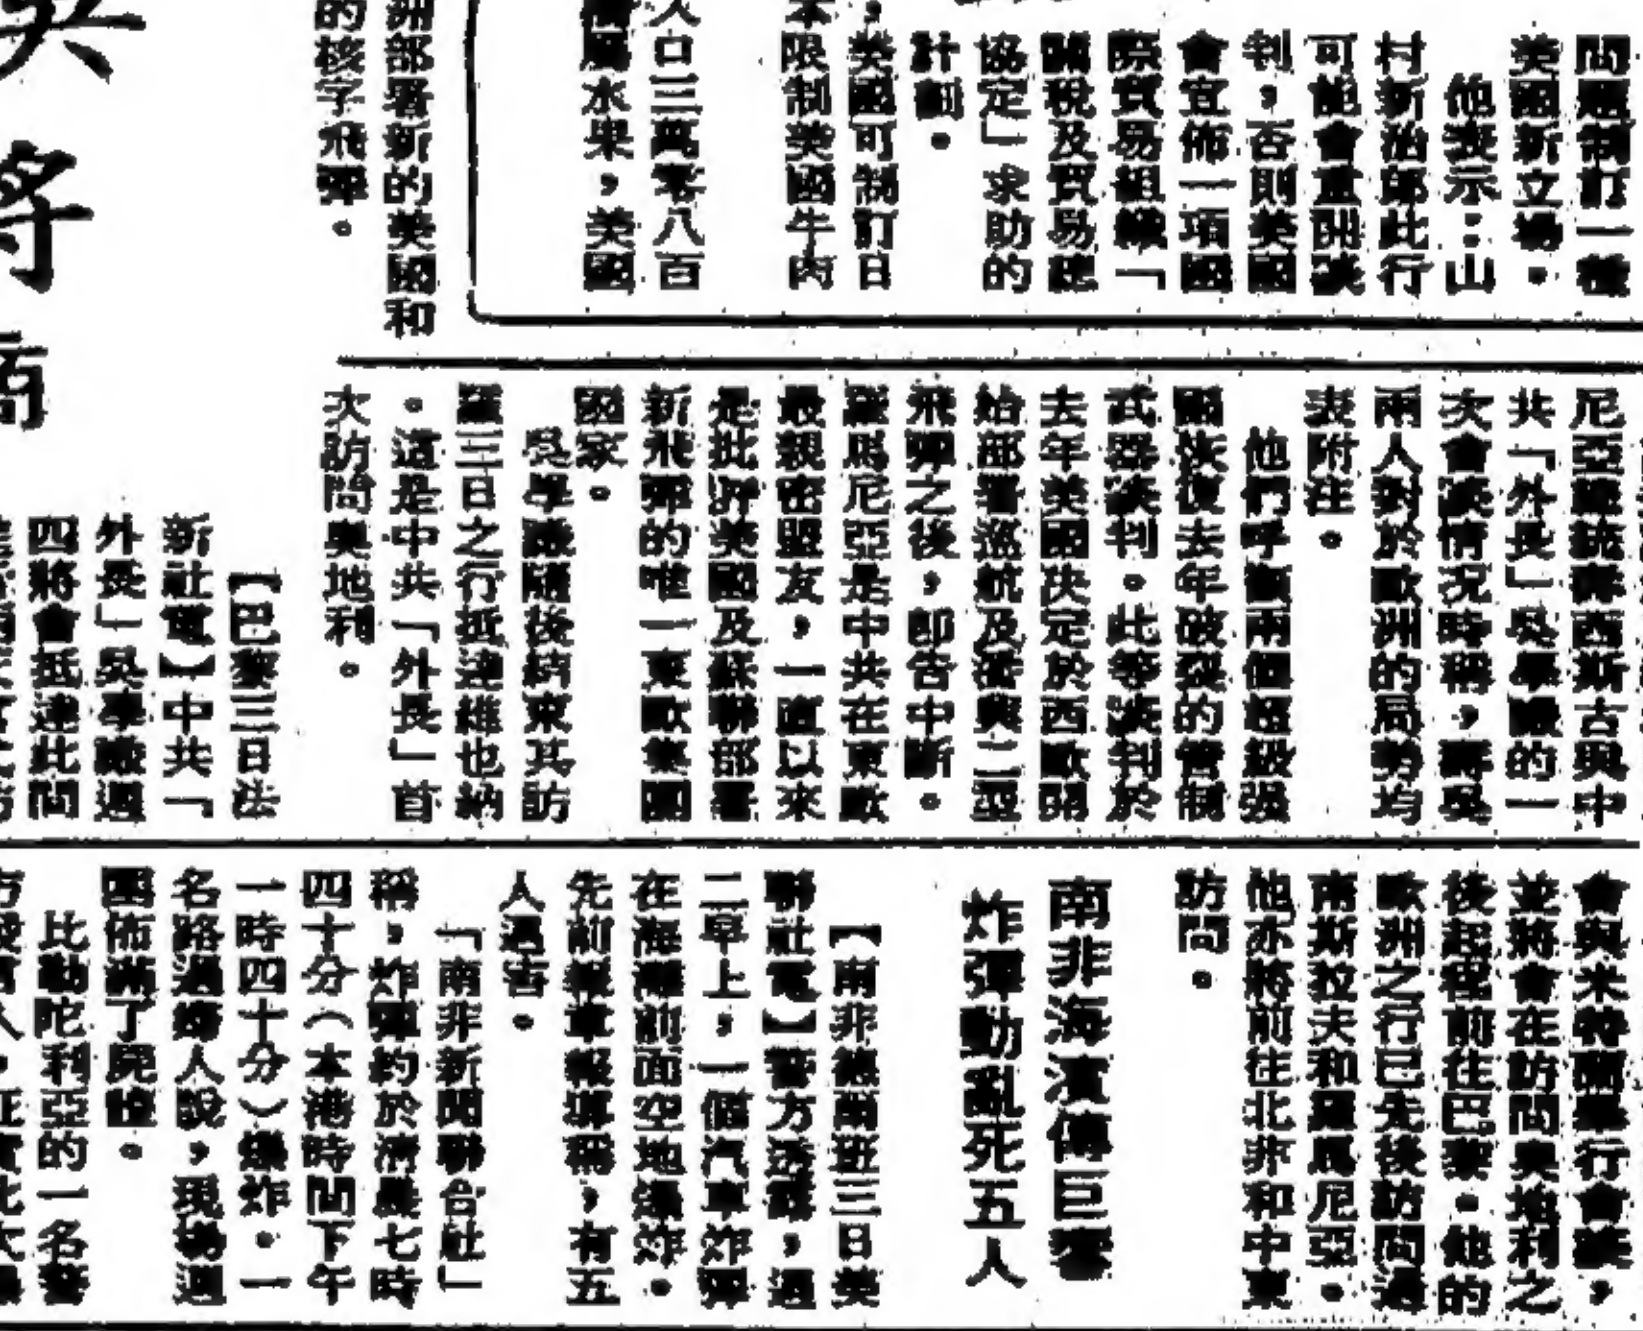 問題制訂一種
美國新立場。
他表示：山
村新治郎此行
可能會重開談
判，否則美國
會宣佈一項國
際貿易組織「
關稅及貿易總
協定」求助的
計劃。
，美國可制訂日
本限制美國牛肉
人口三萬零八百
屬水果，美國
洲部署新的美國和
的核子飛彈。
尼亞總統薛西斯古與中
共「外長」吳學謙的一
次會談情況時稱，壽吳
兩人對於歐洲的局勢均
表附注。
他們呼籲兩個超級强
國恢復去年破裂的管制
武器談判。此等談判於
去年美國決定於西歐開
始部署巡航及潘興二型
飛彈之後，即告中斷。
羅馬尼亞是中共在東歐
最親密盟友，一直以來
是批評美國及蘇聯部署
新飛彈的唯一東歐集團
國家。
吳學謙隨後結束其訪
羅三日之行抵達維也納
。這是中共「外長」首
次訪問奧地利。
【巴黎三日法
新社電】中共「
外長」吳學謙週
四將會抵達此間
會與米特蘭舉行會談，
並將會在訪問奧地利之
後起程前往巴黎。他的
歐洲之行已先後訪問過
南斯拉夫和羅馬尼亞。
他亦將前往北非和中東
訪問。
南非海濱傳巨響
炸彈動亂死五人
【南非德爾班三日美
聯社電】警方透露，週
二早上，一個汽車炸彈
在海灘前面空地爆炸。
先前報章報導稱，有五
人遇害。
「南非新聞聯合社」
稱，炸彈約於清晨七時
四十分（本港時間下午
一時四十分）爆炸。一
名路過婦人說，現場週
圍佈滿了屍體。
比勒陀利亞的一名警
英將商